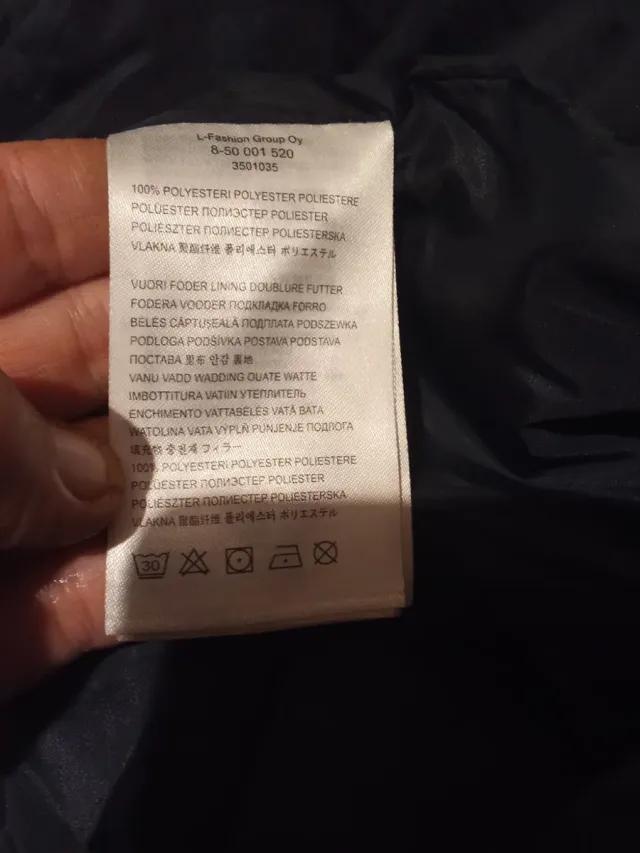 L-Fashion Group Oy
8-50 001 520
3501035
100% POLYESTERI POLYESTER POLIESTERE
POLÜESTER ПОЛИЭСТЕР POLIESTER
POLIÉSZTER ПОЛИЕСТЕР POLIESTERSKA
VLAKNA 聚酯纤维 폴리에스터 ポリエステル
VUORI FODER LINING DOUBLURE FUTTER
FODERA VOODER ПОДКЛАДКА FORRO
BÉLÉS CĂPTUȘEALĂ ПОДПЛАТА PODSZEWKA
PODLOGA PODŠÍVKA POSTAVA PODSTAVA
ПОСТАВА 里布 안감 裏地
VANU VADD WADDING OUATE WATTE
IMBOTTITURA VATIIN УТЕПЛИТЕЛЬ
ENCHIMENTO VATTABÉLÉS VATĂ ВАТА
WATOLINA VATA VÝPLŇ PUNJENJE ПОДЛОГА
填充物 충전재 フィラー
100% POLYESTERI POLYESTER POLIESTERE
POLÜESTER ПОЛИЭСТЕР POLIESTER
POLIÉSZTER ПОЛИЕСТЕР POLIESTERSKA
VLAKNA 聚酯纤维 폴리에스터 ポリエステル
30